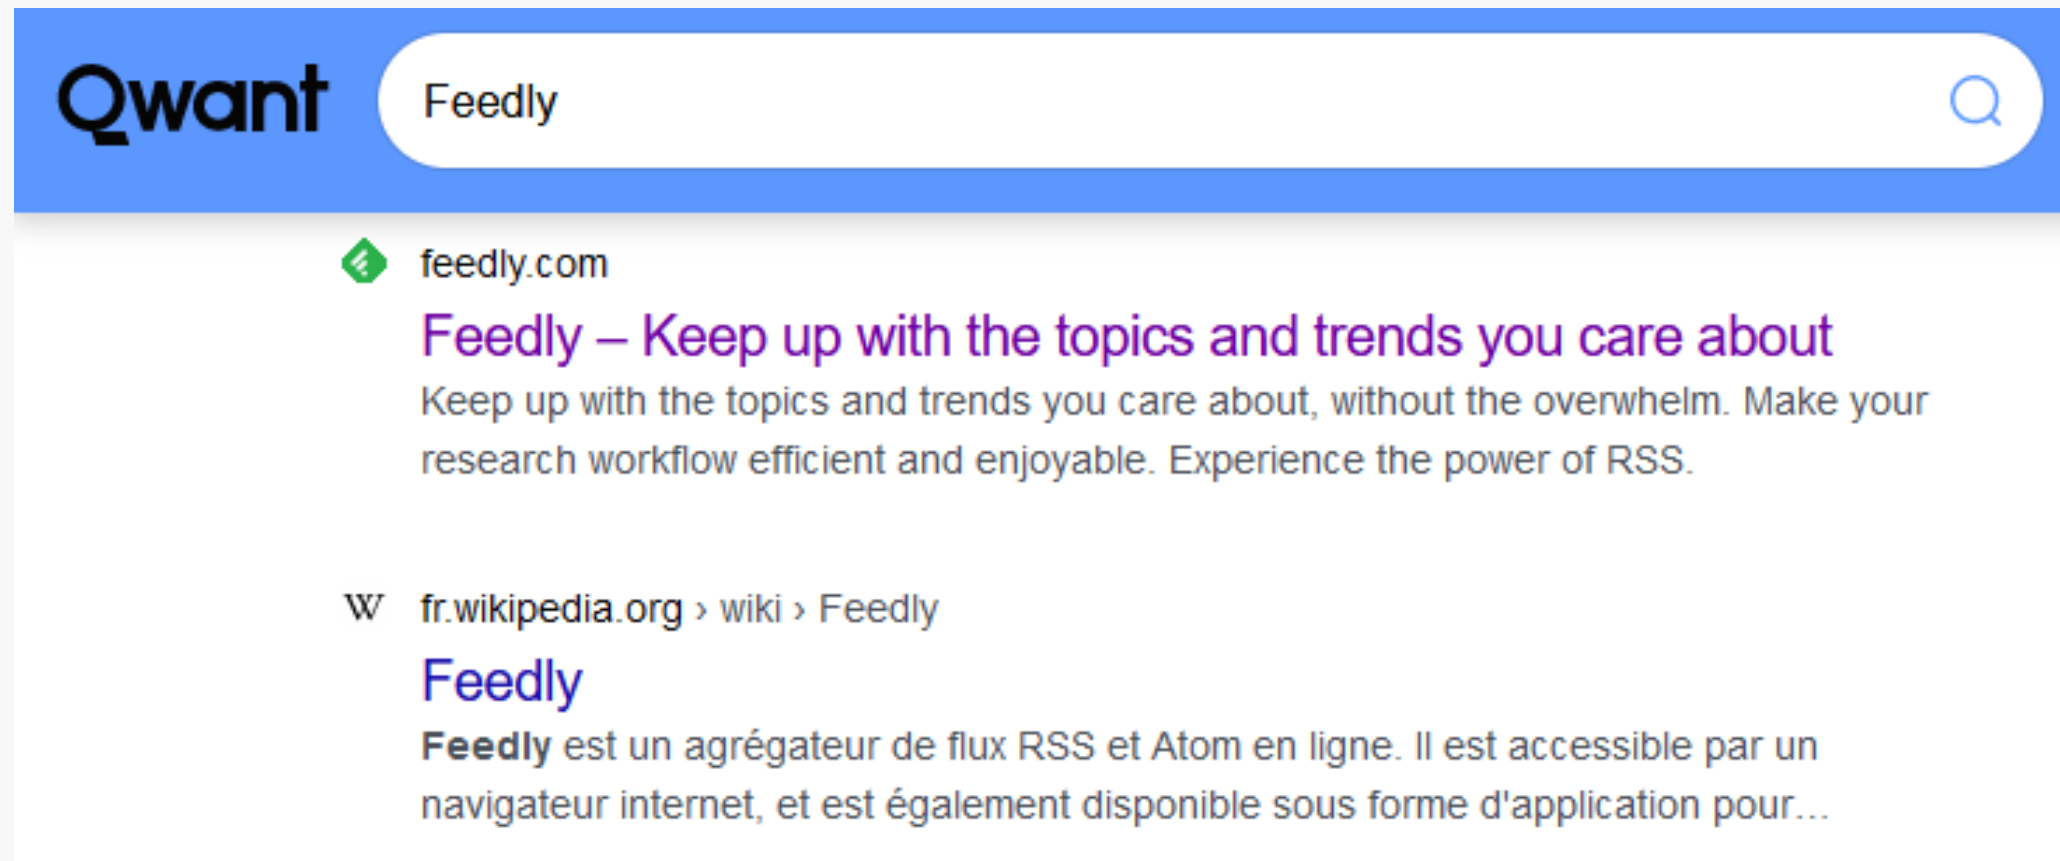 Qwant
Feedly
feedly.com
Feedly – Keep up with the topics and trends you care about
Keep up with the topics and trends you care about, without the overwhelm. Make your
research workflow efficient and enjoyable. Experience the power of RSS.
W fr.wikipedia.org › wiki › Feedly
Feedly
Feedly est un agrégateur de flux RSS et Atom en ligne. Il est accessible par un
navigateur internet, et est également disponible sous forme d'application pour...